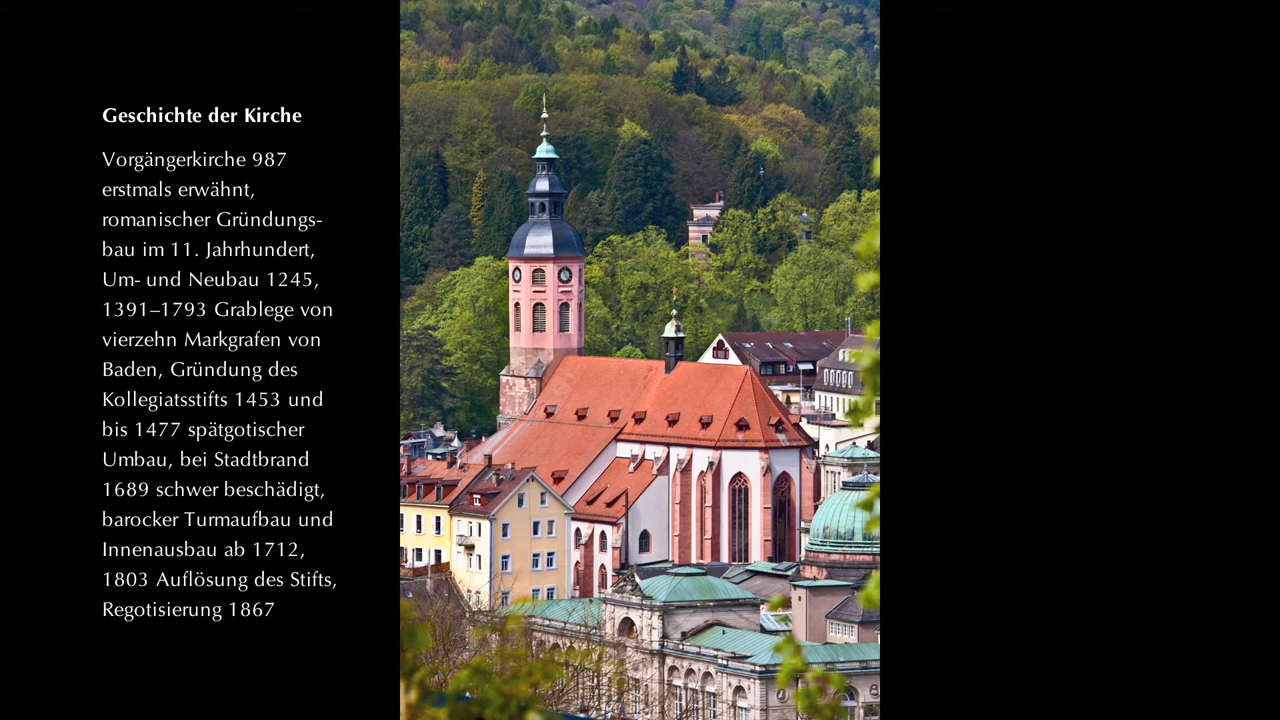 Geschichte der Kirche
Vorgängerkirche 987
erstmals erwähnt,
romanischer Gründungs-
bau im 11. Jahrhundert,
Um- und Neubau 1245,
1391–1793 Grablege von
vierzehn Markgrafen von
Baden, Gründung des
Kollegiatsstifts 1453 und
bis 1477 spätgotischer
Umbau, bei Stadtbrand
1689 schwer beschädigt,
barocker Turmaufbau und
Innenausbau ab 1712,
1803 Auflösung des Stifts,
Regotisierung 1867